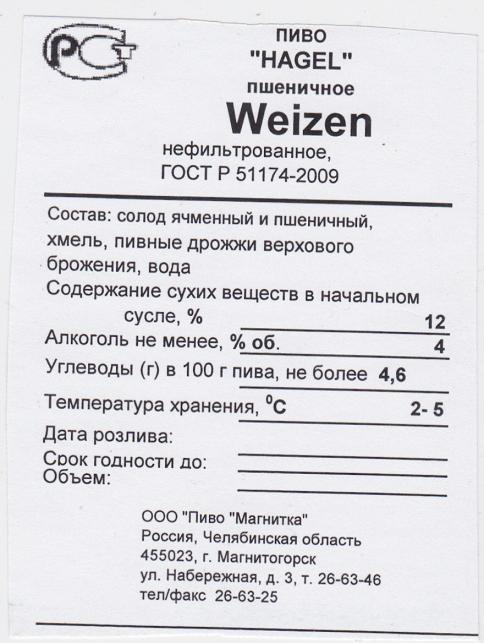 РСТ
ПИВО
"HAGEL"
пшеничное
Weizen
нефильтрованное,
ГОСТ Р 51174-2009
Состав: солод ячменный и пшеничный,
хмель, пивные дрожжи верхового
брожения, вода
Содержание сухих веществ в начальном
сусле, % 12
Алкоголь не менее, % об. 4
Углеводы (г) в 100 г пива, не более 4,6
Температура хранения, ⁰С 2- 5
Дата розлива:
Срок годности до:
Объем:
ООО "Пиво "Магнитка"
Россия, Челябинская область
455023, г. Магнитогорск
ул. Набережная, д. 3, т. 26-63-46
тел/факс 26-63-25